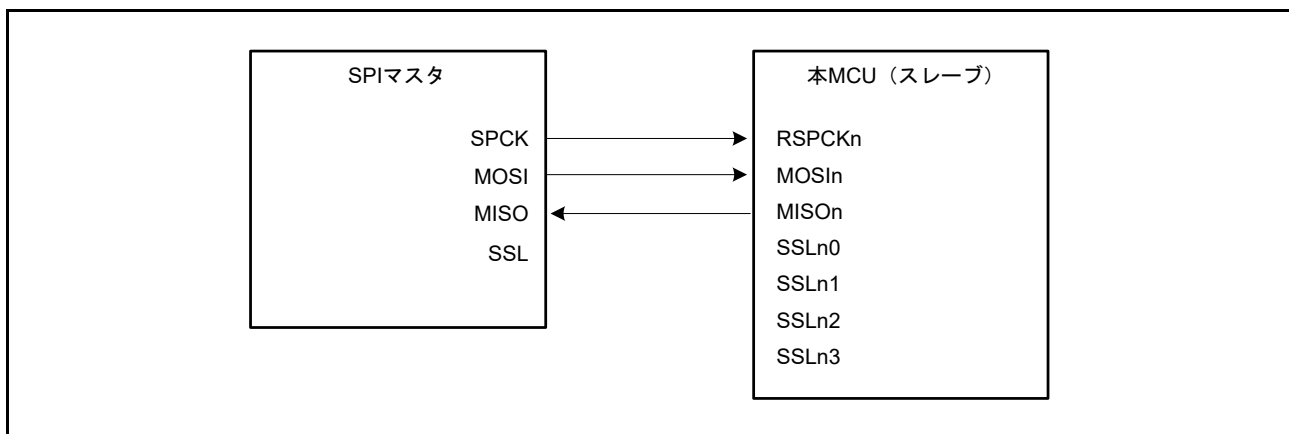 SPIマスタ
SPCK
MOSI
MISO
SSL
本MCU（スレーブ）
RSPCKn
MOSIn
MISOn
SSLn0
SSLn1
SSLn2
SSLn3